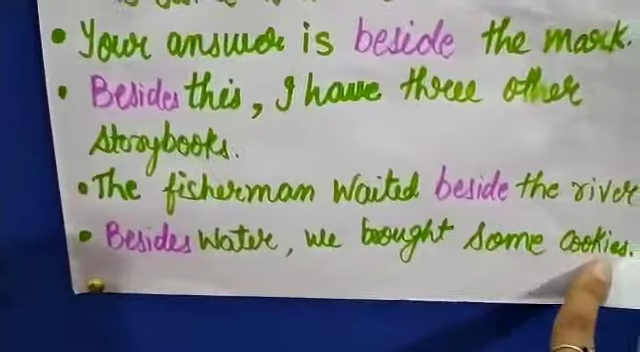 • Your answer is beside the mark.
• Besides this, I have three other
storybooks.
• The fisherman waited beside the river
• Besides water, we brought some cookies.